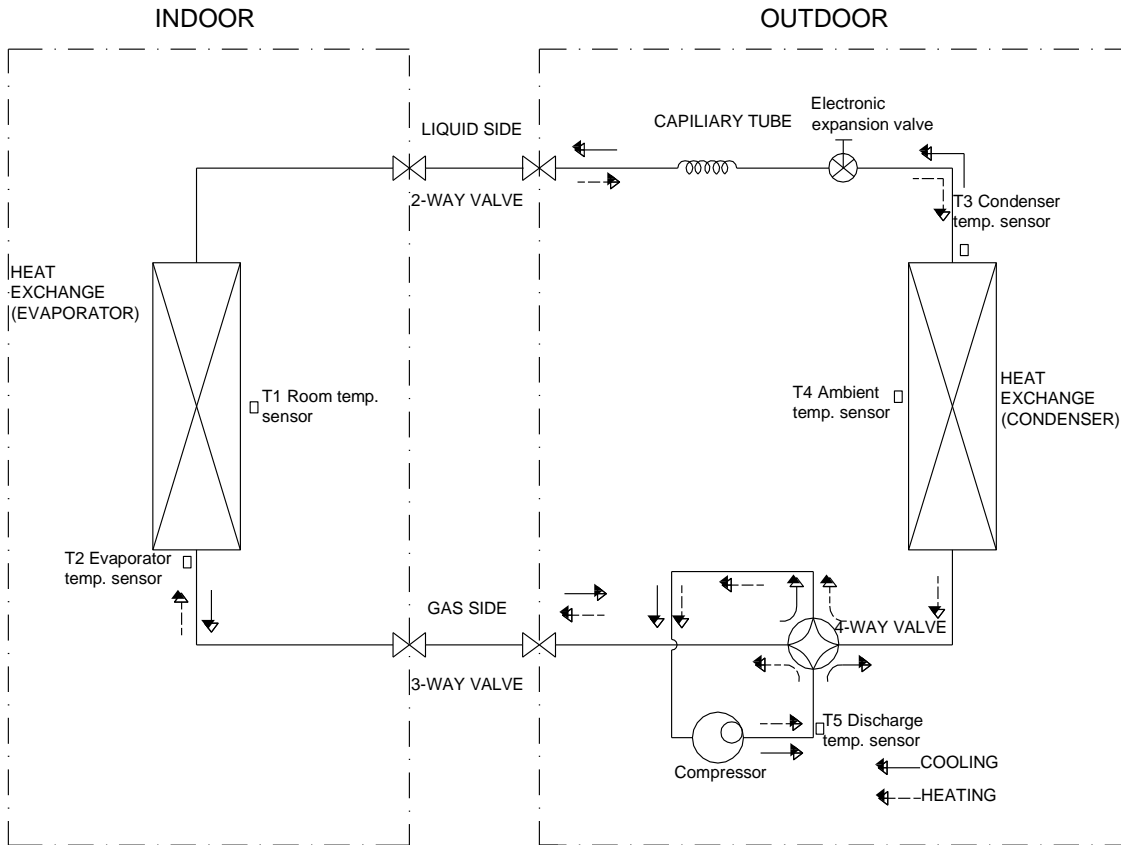 INDOOR
OUTDOOR
LIQUID SIDE
CAPILIARY TUBE
Electronic
expansion valve
2-WAY VALVE
T3 Condenser
temp. sensor
HEAT
EXCHANGE
(EVAPORATOR)
T1 Room temp.
sensor
T4 Ambient
temp. sensor
HEAT
EXCHANGE
(CONDENSER)
T2 Evaporator
temp. sensor
GAS SIDE
4-WAY VALVE
3-WAY VALVE
T5 Discharge
temp. sensor
Compressor
COOLING
HEATING